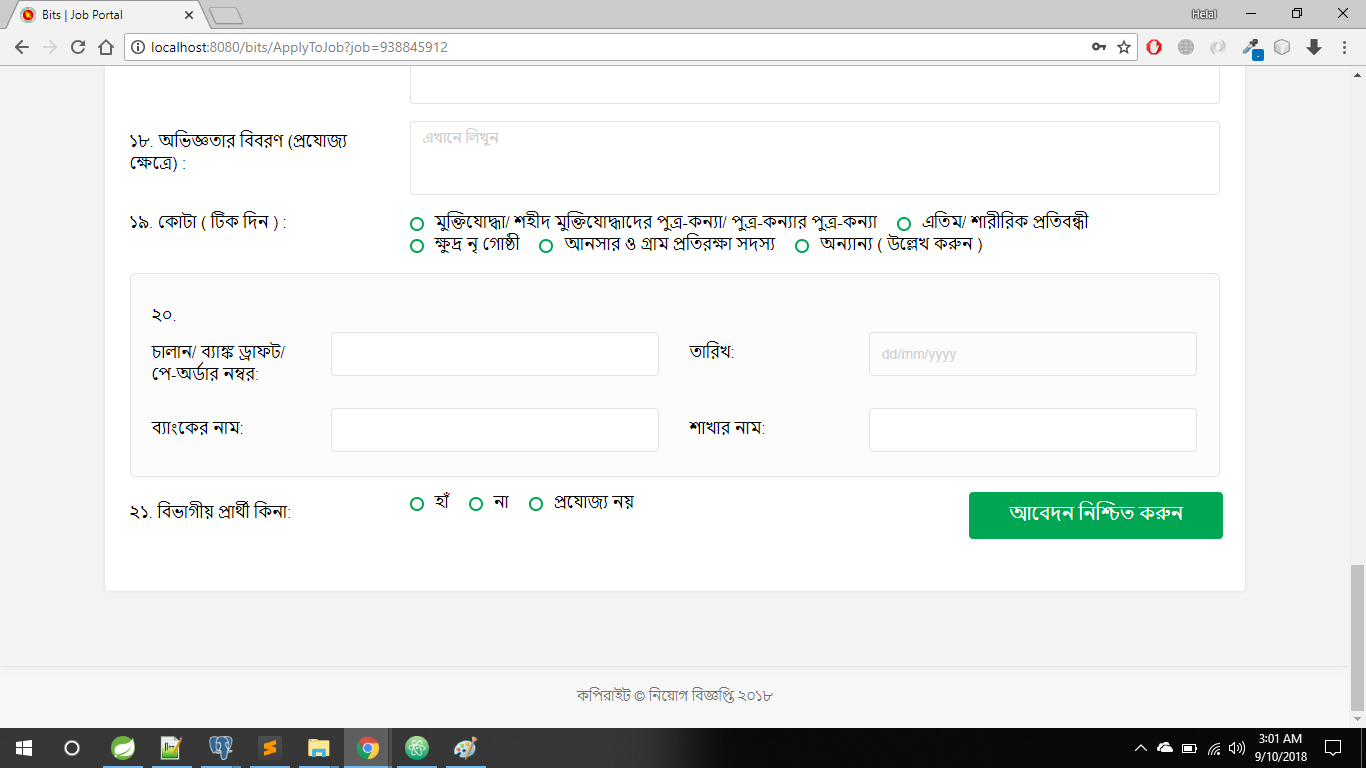 Bits | Job Portal
Helal
localhost:8080/bits/ApplyToJob?job=938845912
১৮. অভিজ্ঞতার বিবরণ (প্রযোজ্য
ক্ষেত্রে) :
এখানে লিখুন
১৯. কোটা ( টিক দিন ) :
মুক্তিযোদ্ধা/ শহীদ মুক্তিযোদ্ধাদের পুত্র-কন্যা/ পুত্র-কন্যার পুত্র-কন্যা এতিম/ শারীরিক প্রতিবন্ধী
ক্ষুদ্র নৃ গোষ্ঠী আনসার ও গ্রাম প্রতিরক্ষা সদস্য অন্যান্য ( উল্লেখ করুন )
২০.
চালান/ ব্যাঙ্ক ড্রাফট/
পে-অর্ডার নম্বর:
তারিখ:
dd/mm/yyyy
ব্যাংকের নাম:
শাখার নাম:
২১. বিভাগীয় প্রার্থী কিনা:
হাঁ না প্রযোজ্য নয়
আবেদন নিশ্চিত করুন
কপিরাইট © নিয়োগ বিজ্ঞপ্তি ২০১৮
3:01 AM
9/10/2018